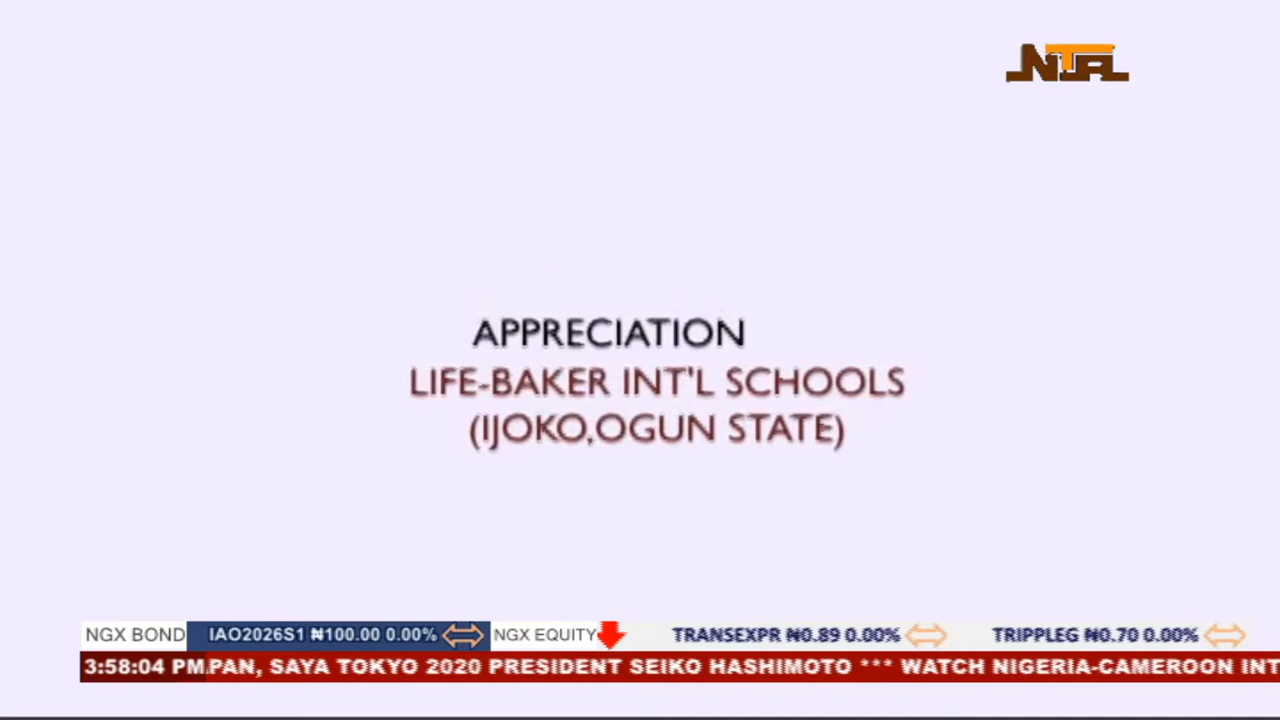 NTA
APPRECIATION
LIFE-BAKER INT'L SCHOOLS
(IJOKO,OGUN STATE)
NGX BOND IAO2026S1 ₦100.00 0.00% NGX EQUITY TRANSEXPR ₦0.89 0.00% TRIPPLEG ₦0.70 0.00%
3:58:04 PM PAN, SAYA TOKYO 2020 PRESIDENT SEIKO HASHIMOTO *** WATCH NIGERIA-CAMEROON INT